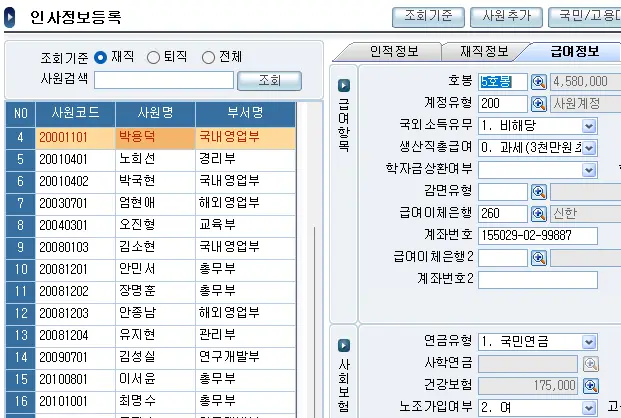 인사정보등록
조회기준 사원추가 국민/고용
조회기준 재직 퇴직 전체
사원검색 조회
NO 사원코드 사원명 부서명
4 20001101 박용덕 국내영업부
5 20010401 노희선 경리부
6 20010402 박국현 국내영업부
7 20030701 엄현애 해외영업부
8 20040301 오진형 교육부
9 20080103 김소현 국내영업부
10 20081201 안민서 총무부
11 20081202 장명훈 총무부
12 20081203 안종남 해외영업부
13 20081204 유지현 관리부
14 20090701 김성실 연구개발부
15 20100801 이서윤 총무부
16 20101001 최명수 총무부
인적정보 재직정보 급여정보
급여항목
호봉 5호봉 4,580,000
계정유형 200 사원계정
국외소득유무 1. 비해당
생산직총급여 0. 과세(3천만원초
학자금상환여부
감면유형
급여이체은행 260 신한
계좌번호 155029-02-99887
급여이체은행2
계좌번호2
사회보험
연금유형 1. 국민연금
사학연금
건강보험 175,000
노조가입여부 2. 여 고